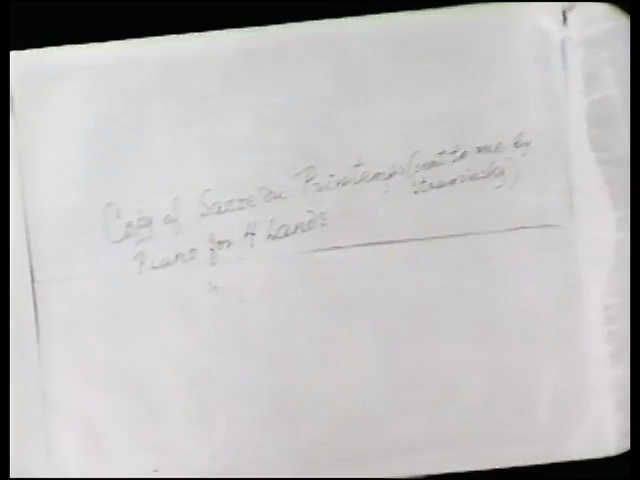 Copy of Sacre du Printemps (sent to me by
Stravinsky)
Piano for 4 hands